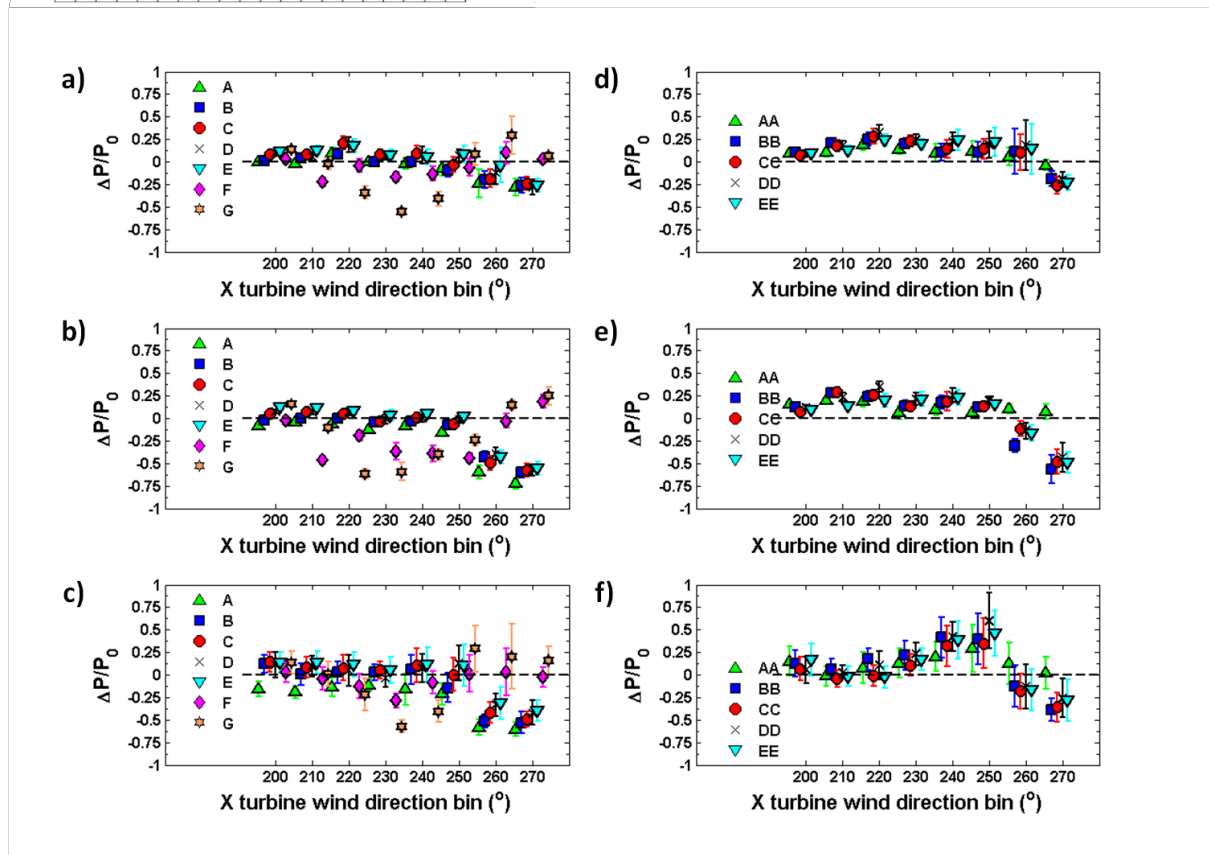 a)
1
0.75
0.5
0.25
0
-0.25
-0.5
-0.75
-1
ΔP/P0
A
B
C
D
E
F
G
200 210 220 230 240 250 260 270
X turbine wind direction bin (o)
d)
1
0.75
0.5
0.25
0
-0.25
-0.5
-0.75
-1
ΔP/P0
AA
BB
CC
DD
EE
200 210 220 230 240 250 260 270
X turbine wind direction bin (o)
b)
1
0.75
0.5
0.25
0
-0.25
-0.5
-0.75
-1
ΔP/P0
A
B
C
D
E
F
G
200 210 220 230 240 250 260 270
X turbine wind direction bin (o)
e)
1
0.75
0.5
0.25
0
-0.25
-0.5
-0.75
-1
ΔP/P0
AA
BB
CC
DD
EE
200 210 220 230 240 250 260 270
X turbine wind direction bin (o)
c)
1
0.75
0.5
0.25
0
-0.25
-0.5
-0.75
-1
ΔP/P0
A
B
C
D
E
F
G
200 210 220 230 240 250 260 270
X turbine wind direction bin (o)
f)
1
0.75
0.5
0.25
0
-0.25
-0.5
-0.75
-1
ΔP/P0
AA
BB
CC
DD
EE
200 210 220 230 240 250 260 270
X turbine wind direction bin (o)